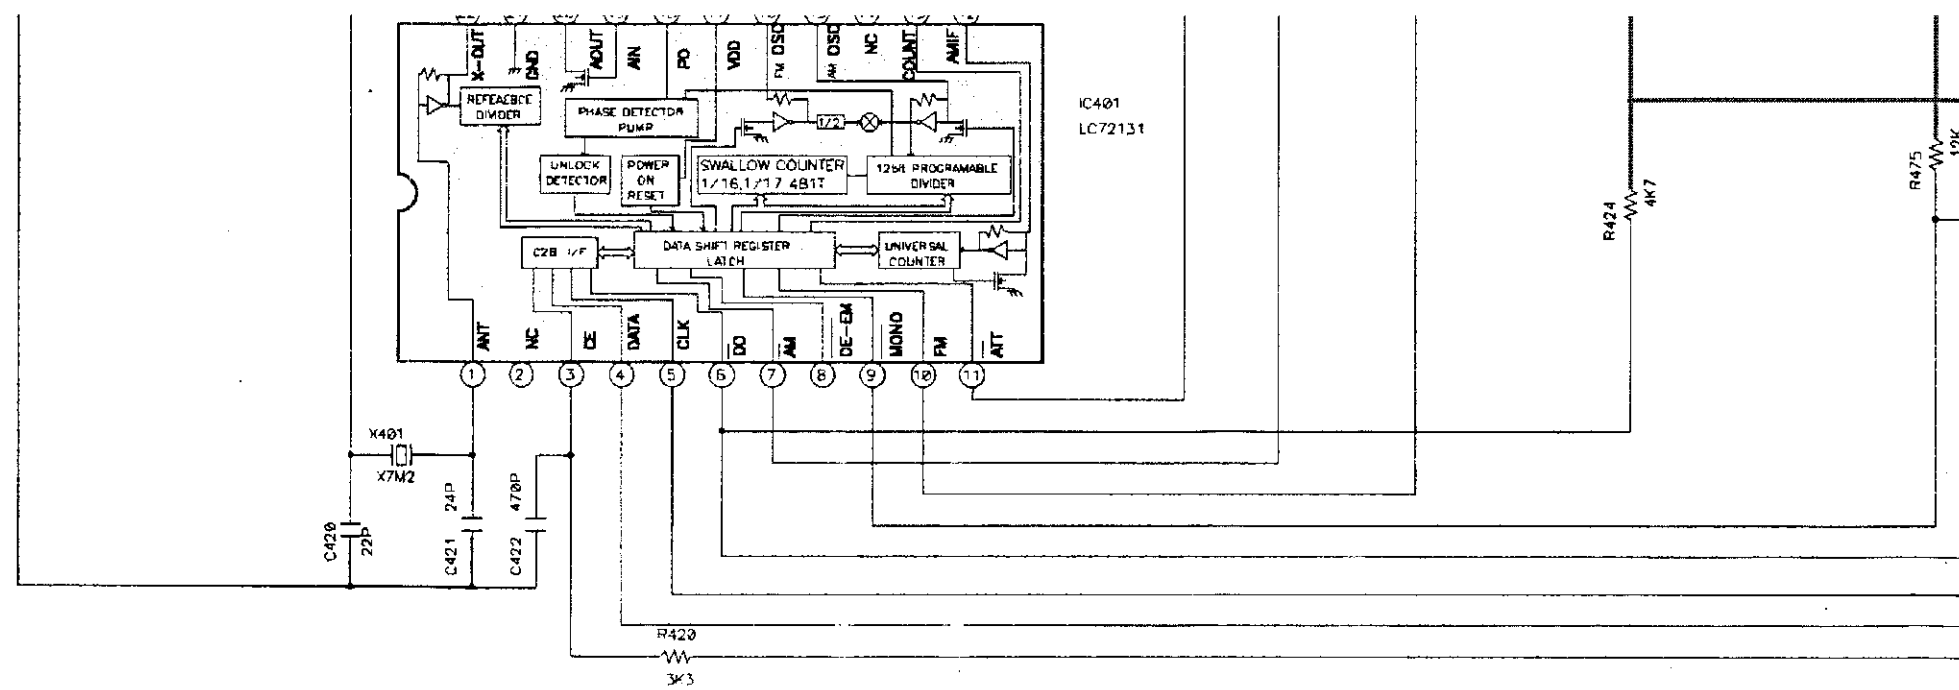 X-OUT
GND
AOUT
AIN
PD
VDD
FM OSC
AM OSC
NC
COUNT
AMIF
REFEAEBCE
DIVIDER
PHASE DETECTOR
PUMP
1/2
IC401
LC72131
UNLOCK
DETECTOR
POWER
ON
RESET
SWALLOW COUNTER
1/16,1/17 4B1T
12bit PROGRAMABLE
DIVIDER
C2B I/F
DATA SHIFT REGISTER
LATCH
UNIVERSAL
COUNTER
ANT
NC
CE
DATA
CLK
DO
AM
DE-EM
MONO
FM
ATT
1
2
3
4
5
6
7
8
9
10
11
R424
4K7
R475
12K
X401
X7M2
C420
22P
C421
24P
C422
470P
R420
3K3